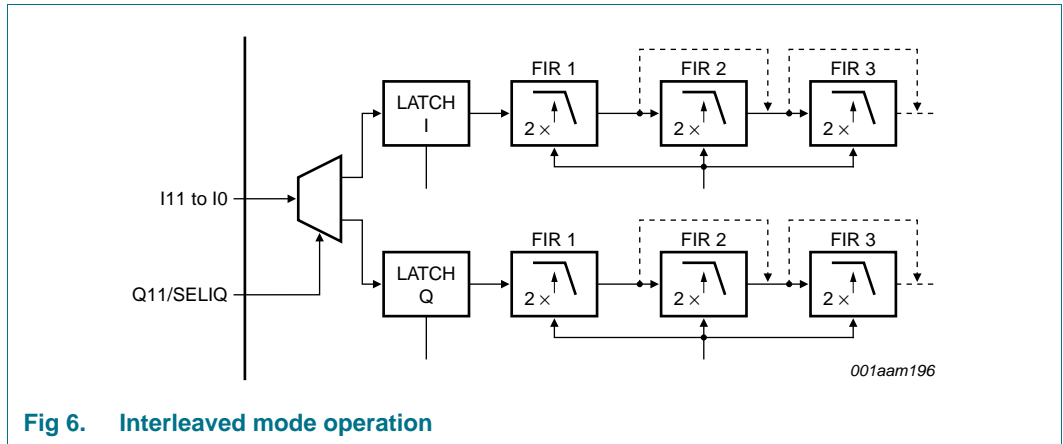 FIR 1
FIR 2
FIR 3
LATCH
I
2 ×
2 ×
2 ×
I11 to I0
Q11/SELIQ
FIR 1
FIR 2
FIR 3
LATCH
Q
2 ×
2 ×
2 ×
001aam196
Fig 6. Interleaved mode operation